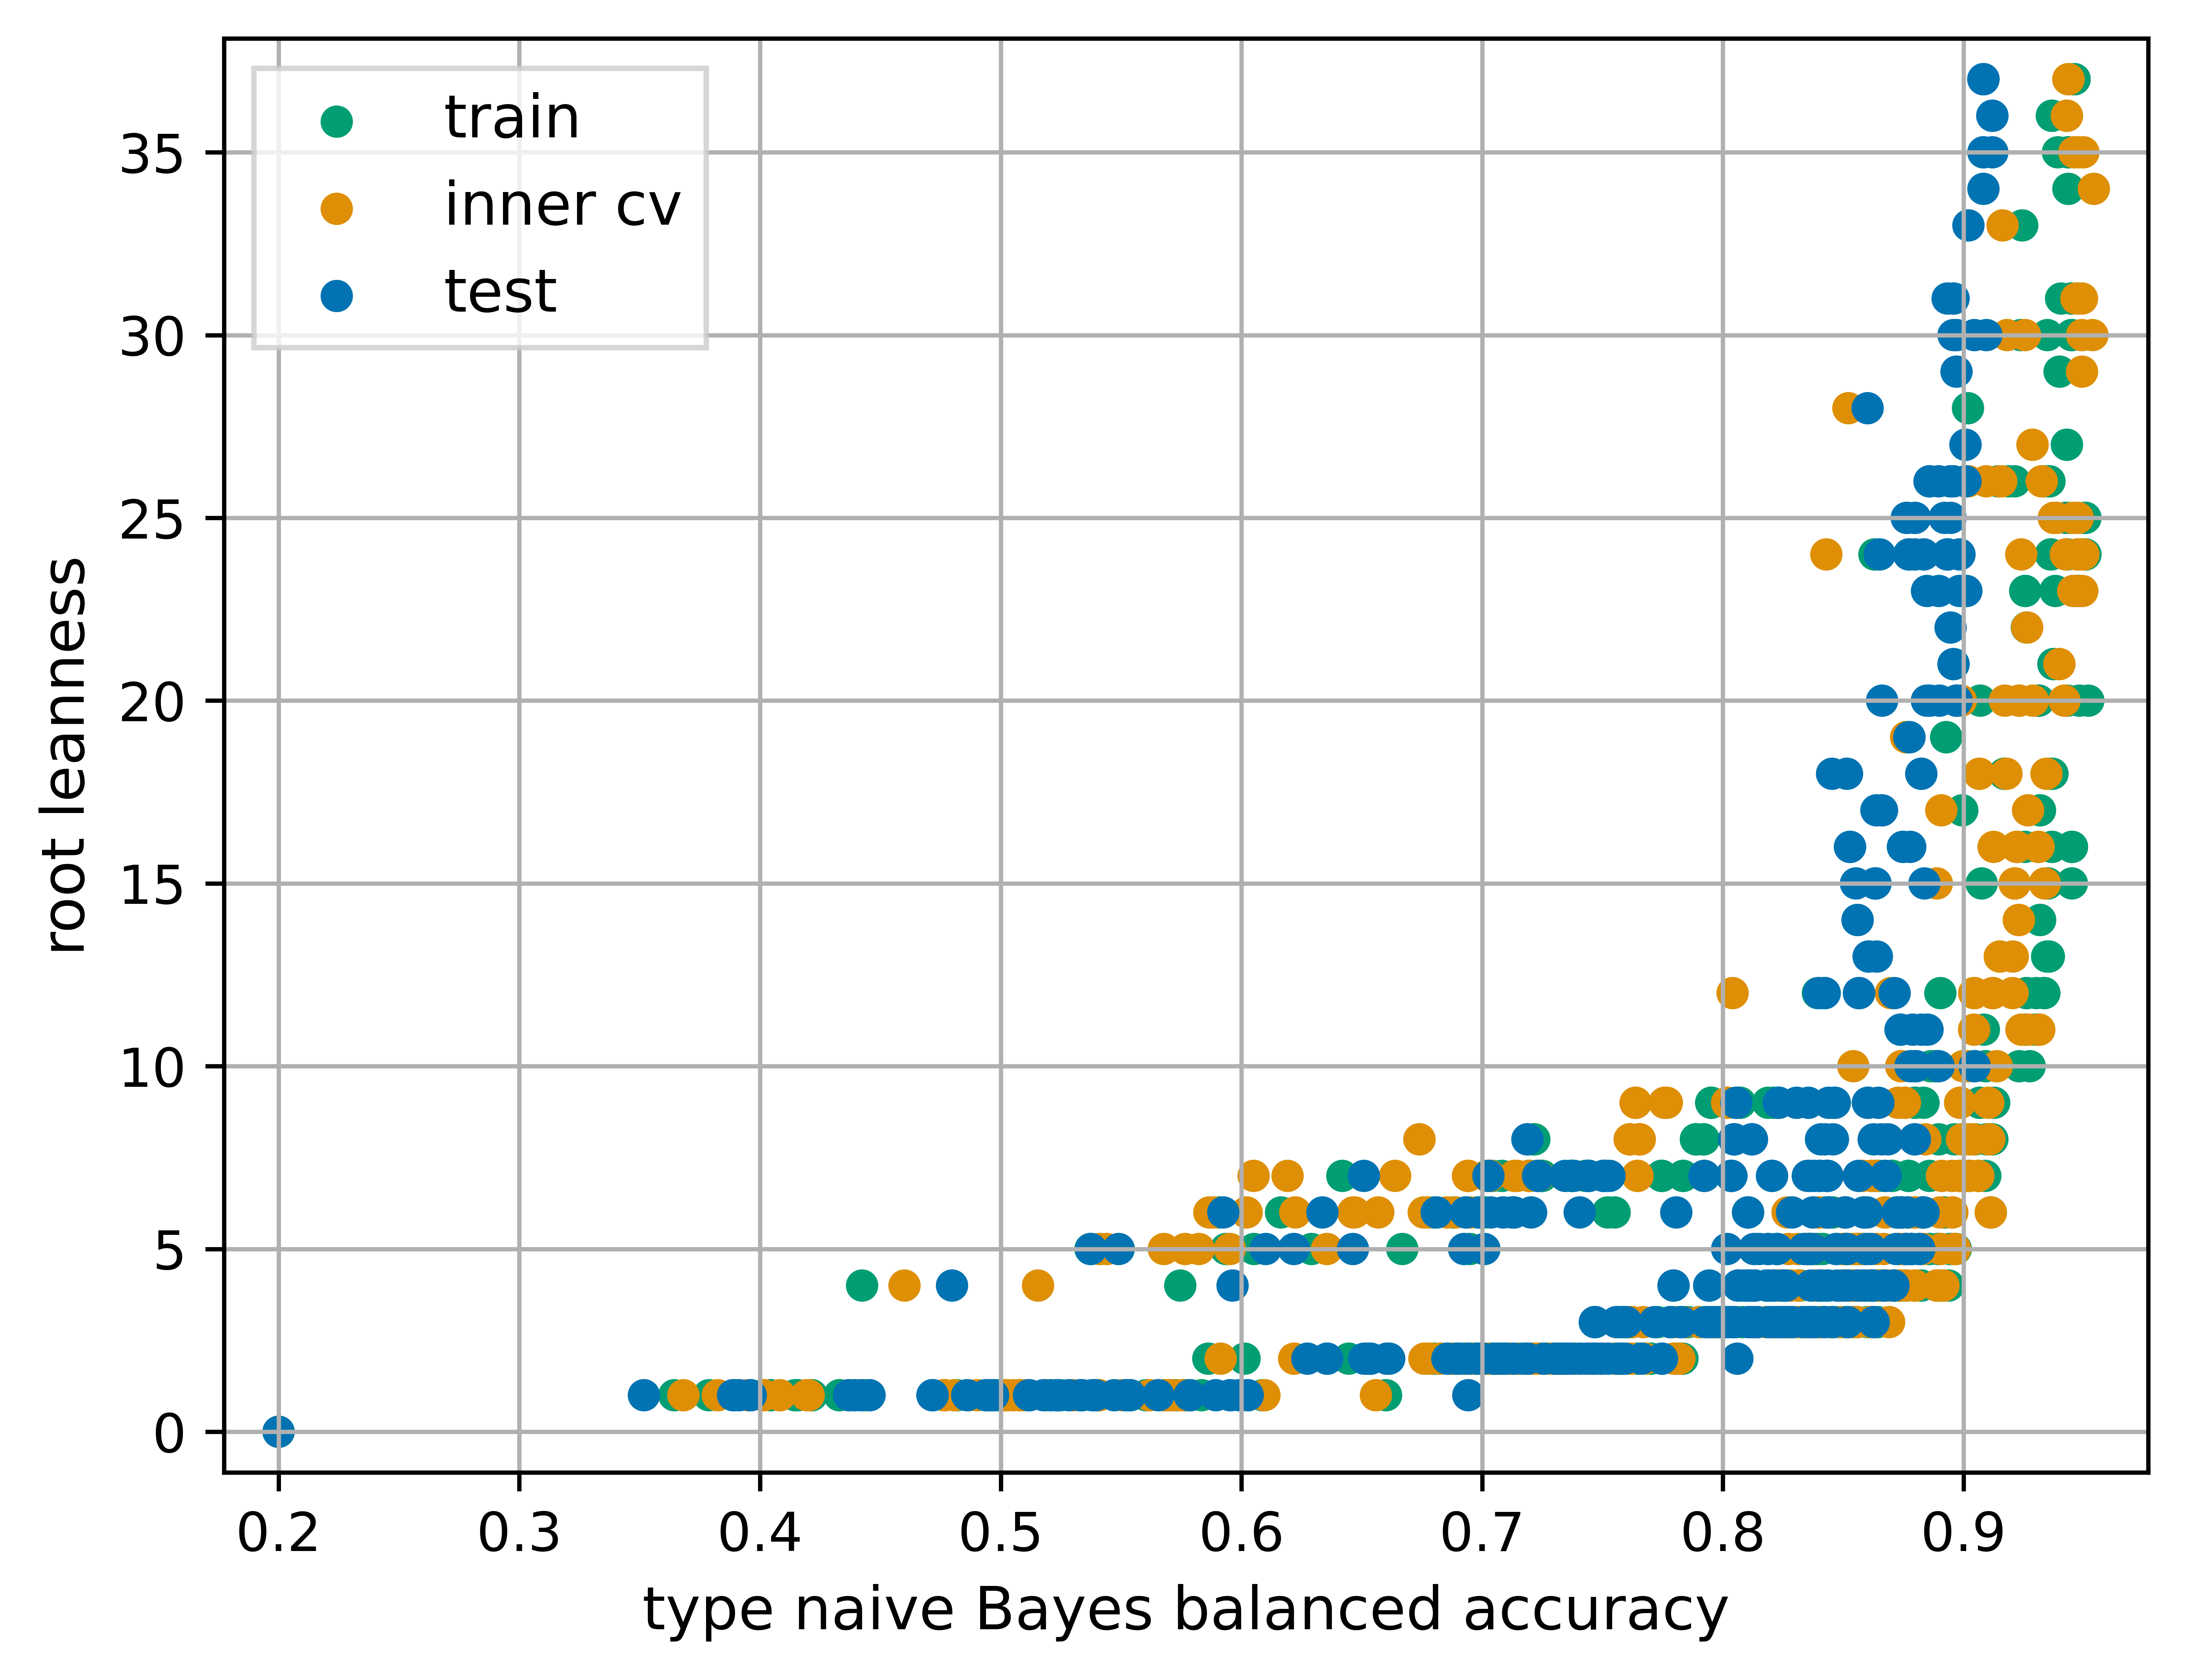 train
inner cv
test
35
30
25
20
15
10
5
0
root leanness
0.2 0.3 0.4 0.5 0.6 0.7 0.8 0.9
type naive Bayes balanced accuracy